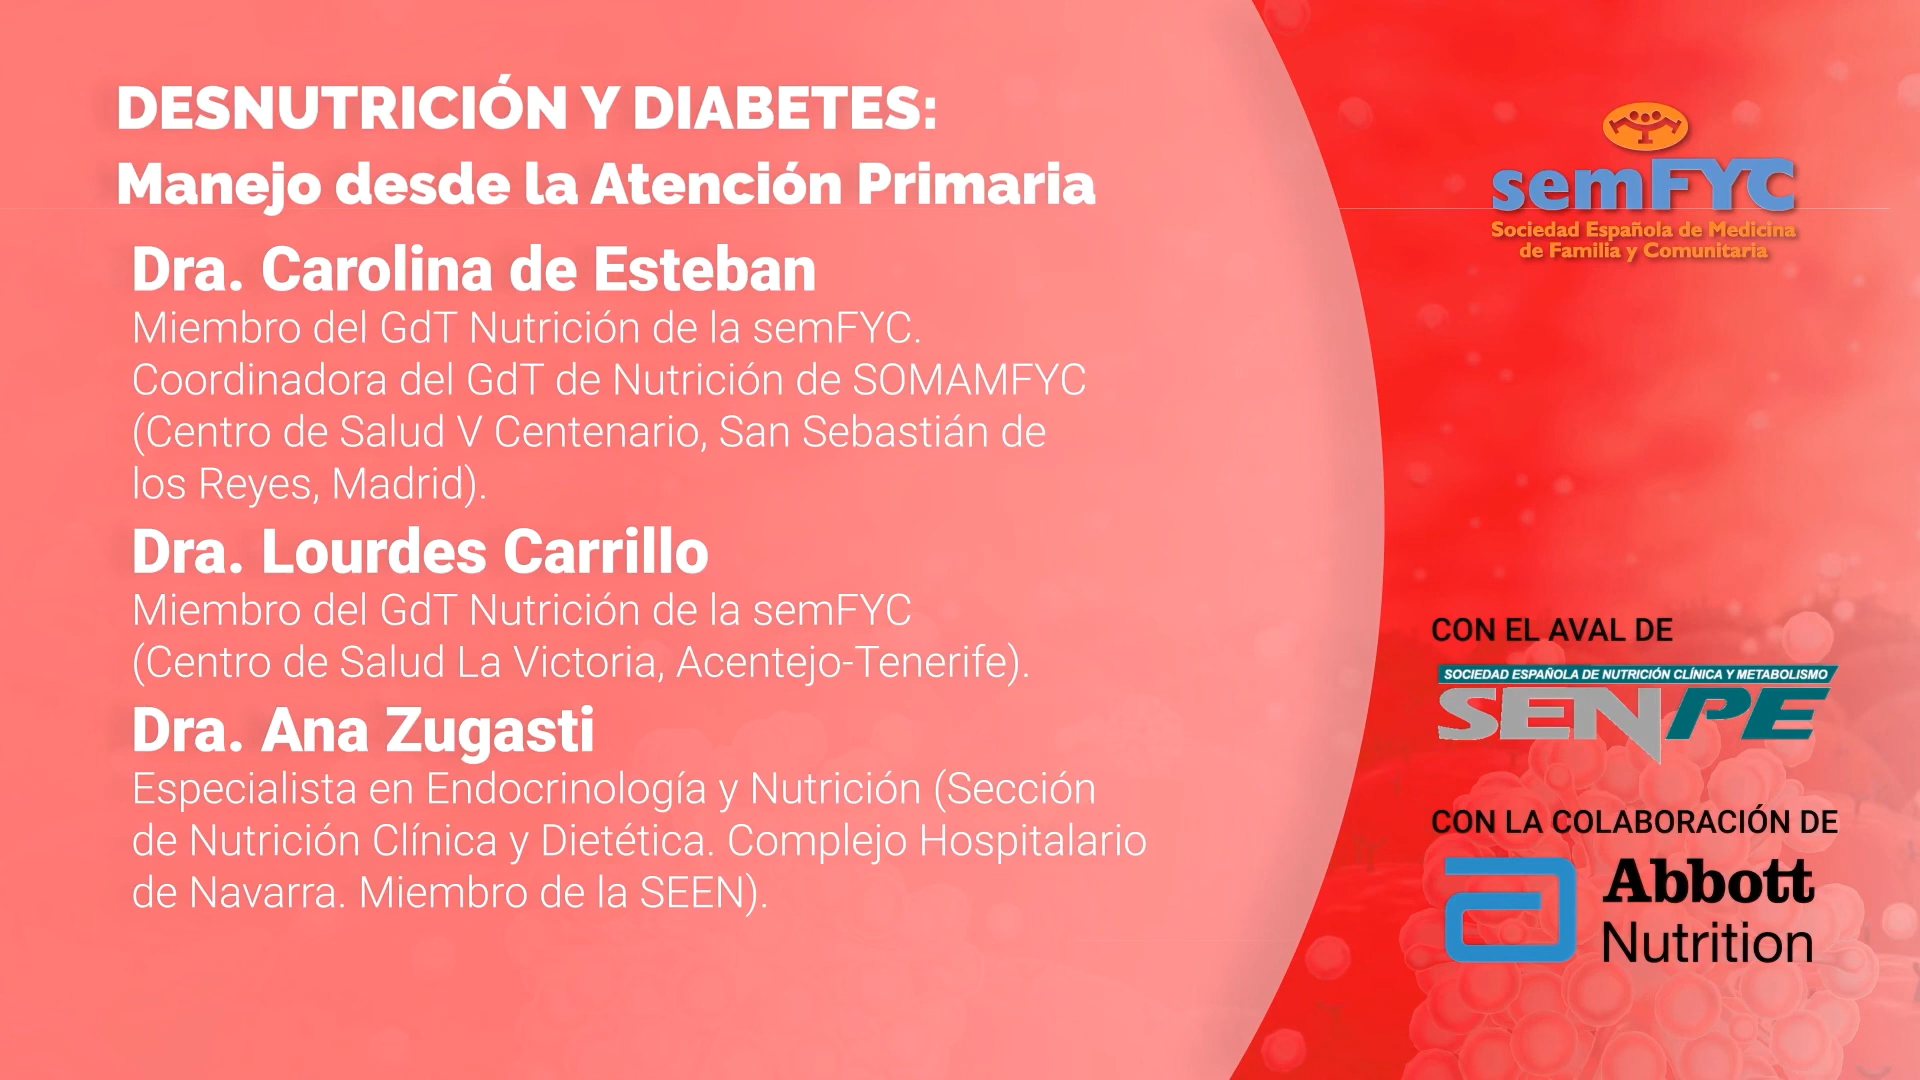 DESNUTRICIÓN Y DIABETES:
Manejo desde la Atención Primaria
Dra. Carolina de Esteban
Miembro del GdT Nutrición de la semFYC.
Coordinadora del GdT de Nutrición de SOMAMFYC
(Centro de Salud V Centenario, San Sebastián de
los Reyes, Madrid).
Dra. Lourdes Carrillo
Miembro del GdT Nutrición de la semFYC
(Centro de Salud La Victoria, Acentejo-Tenerife).
Dra. Ana Zugasti
Especialista en Endocrinología y Nutrición (Sección
de Nutrición Clínica y Dietética. Complejo Hospitalario
de Navarra. Miembro de la SEEN).
semFYC
Sociedad Española de Medicina
de Familia y Comunitaria
CON EL AVAL DE
SOCIEDAD ESPAÑOLA DE NUTRICIÓN CLÍNICA Y METABOLISMO
SENPE
CON LA COLABORACIÓN DE
Abbott
Nutrition